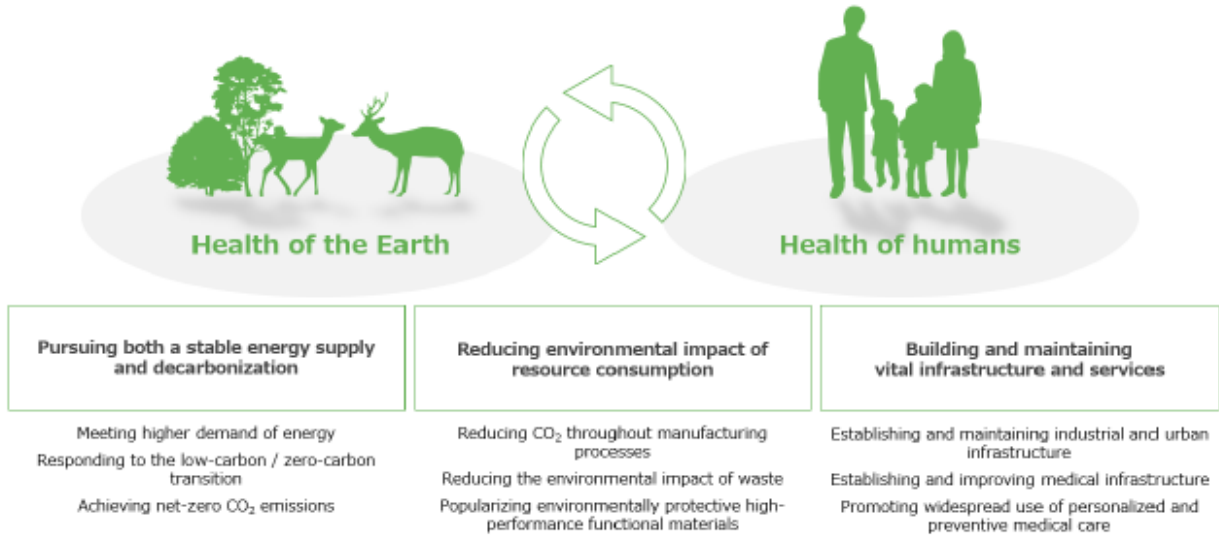 Health of the Earth
Health of humans
Pursuing both a stable energy supply
and decarbonization
Meeting higher demand of energy
Responding to the low-carbon / zero-carbon
transition
Achieving net-zero CO₂ emissions
Reducing environmental impact of
resource consumption
Reducing CO₂ throughout manufacturing
processes
Reducing the environmental impact of waste
Popularizing environmentally protective high-
performance functional materials
Building and maintaining
vital infrastructure and services
Establishing and maintaining industrial and urban
infrastructure
Establishing and improving medical infrastructure
Promoting widespread use of personalized and
preventive medical care